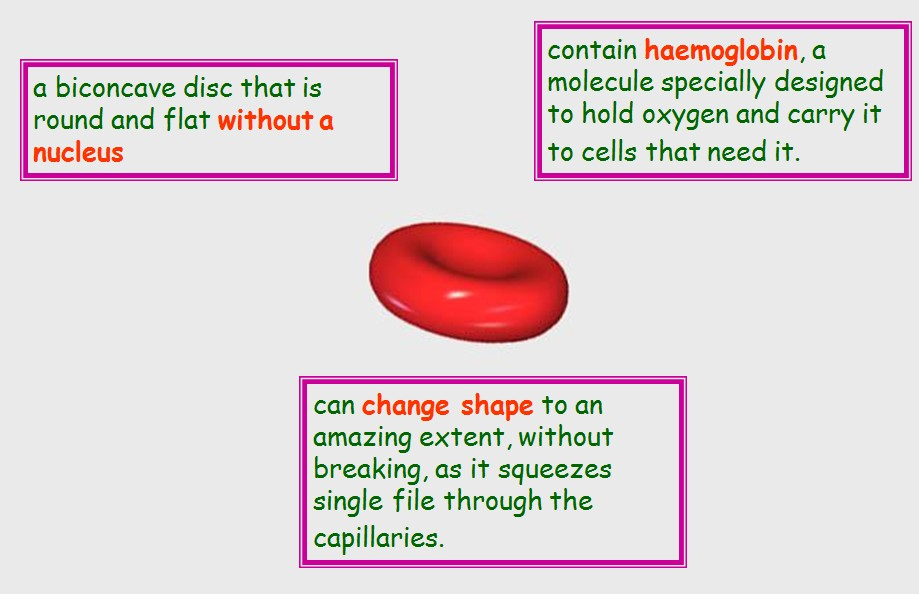 a biconcave disc that is
round and flat without a
nucleus
contain haemoglobin, a
molecule specially designed
to hold oxygen and carry it
to cells that need it.
can change shape to an
amazing extent, without
breaking, as it squeezes
single file through the
capillaries.